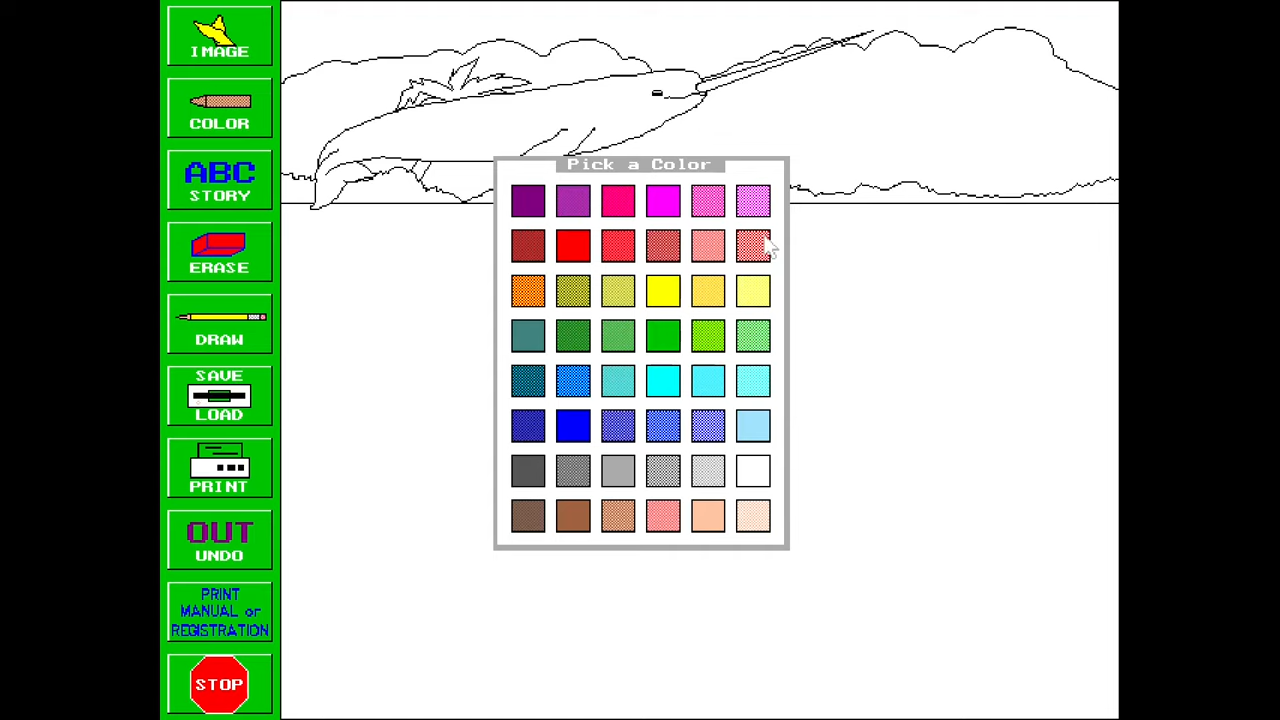 IMAGE
COLOR
ABC
STORY
ERASE
DRAW
SAVE
LOAD
PRINT
OUT
UNDO
PRINT
MANUAL or
REGISTRATION
STOP
Pick a Color